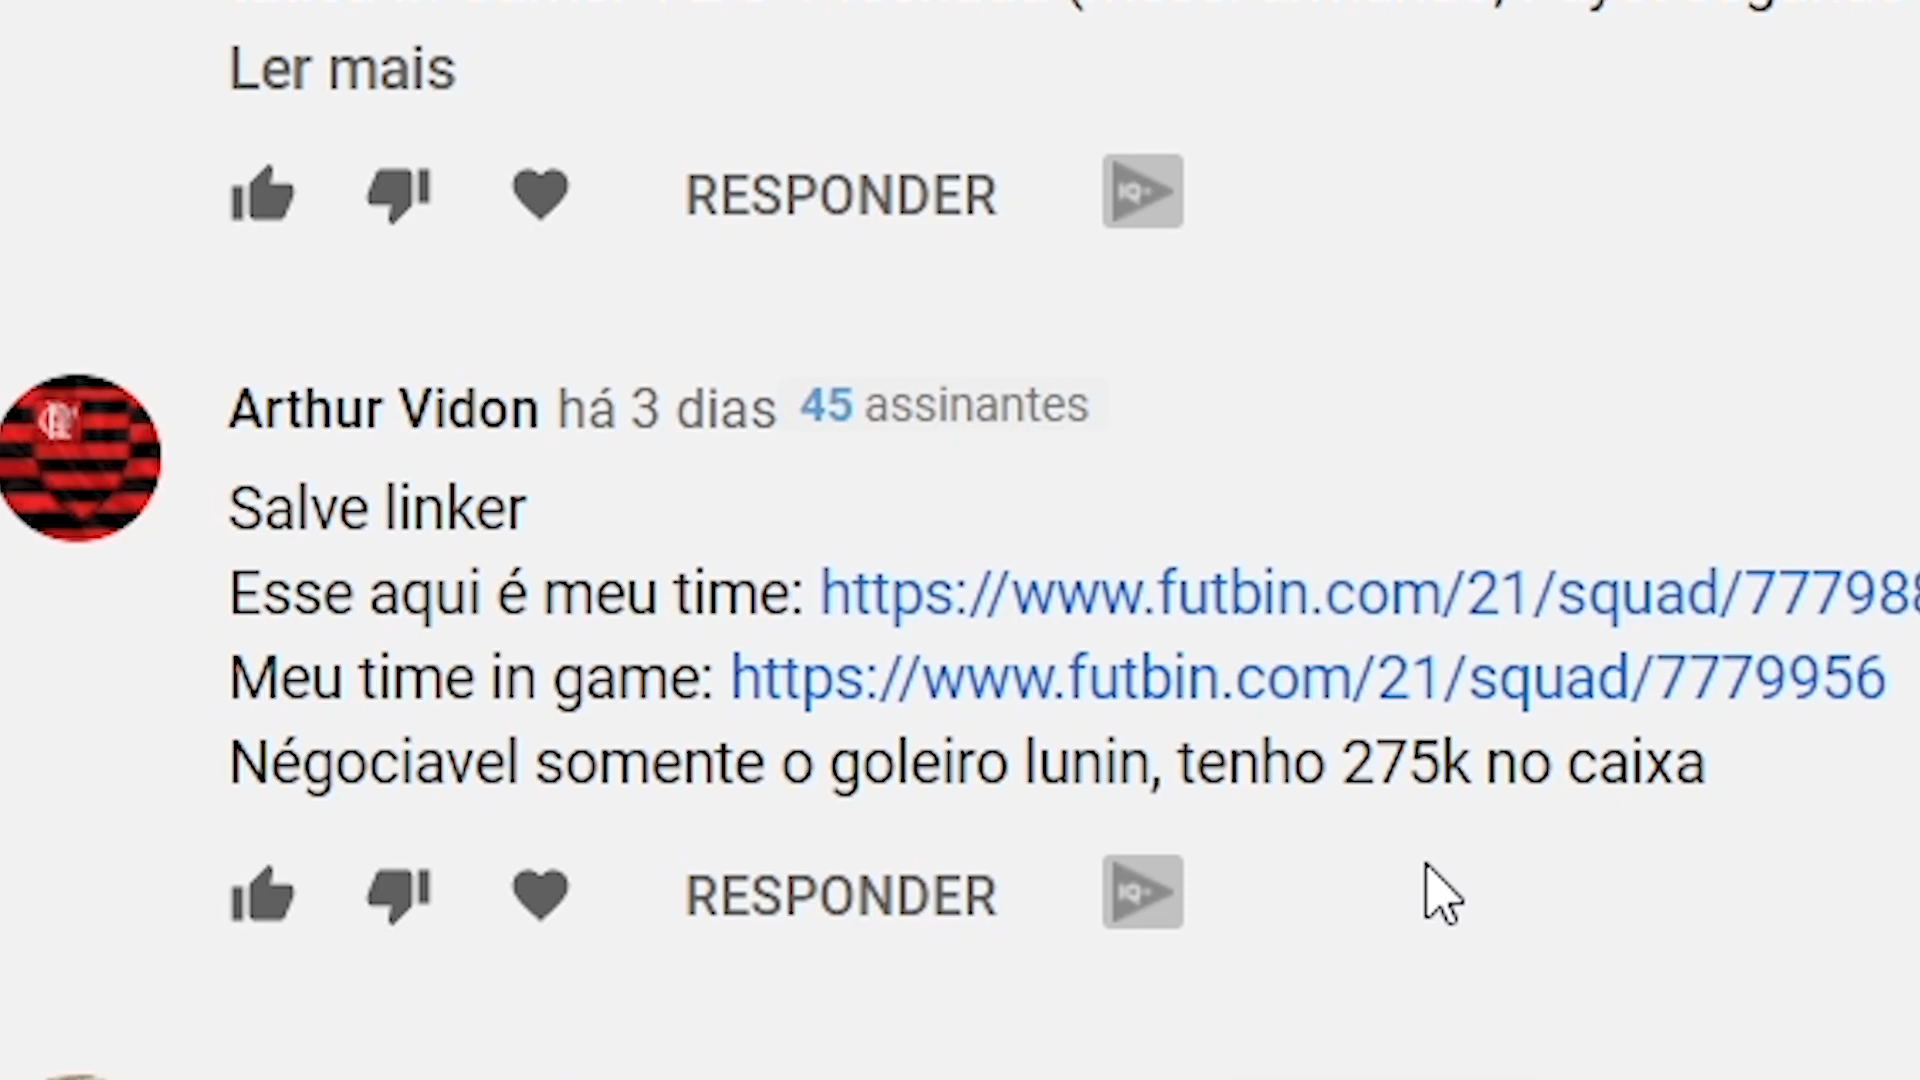 Ler mais
RESPONDER
Arthur Vidon há 3 dias 45 assinantes
Salve linker
Esse aqui é meu time: https://www.futbin.com/21/squad/777988
Meu time in game: https://www.futbin.com/21/squad/7779956
Négociavel somente o goleiro lunin, tenho 275k no caixa
RESPONDER